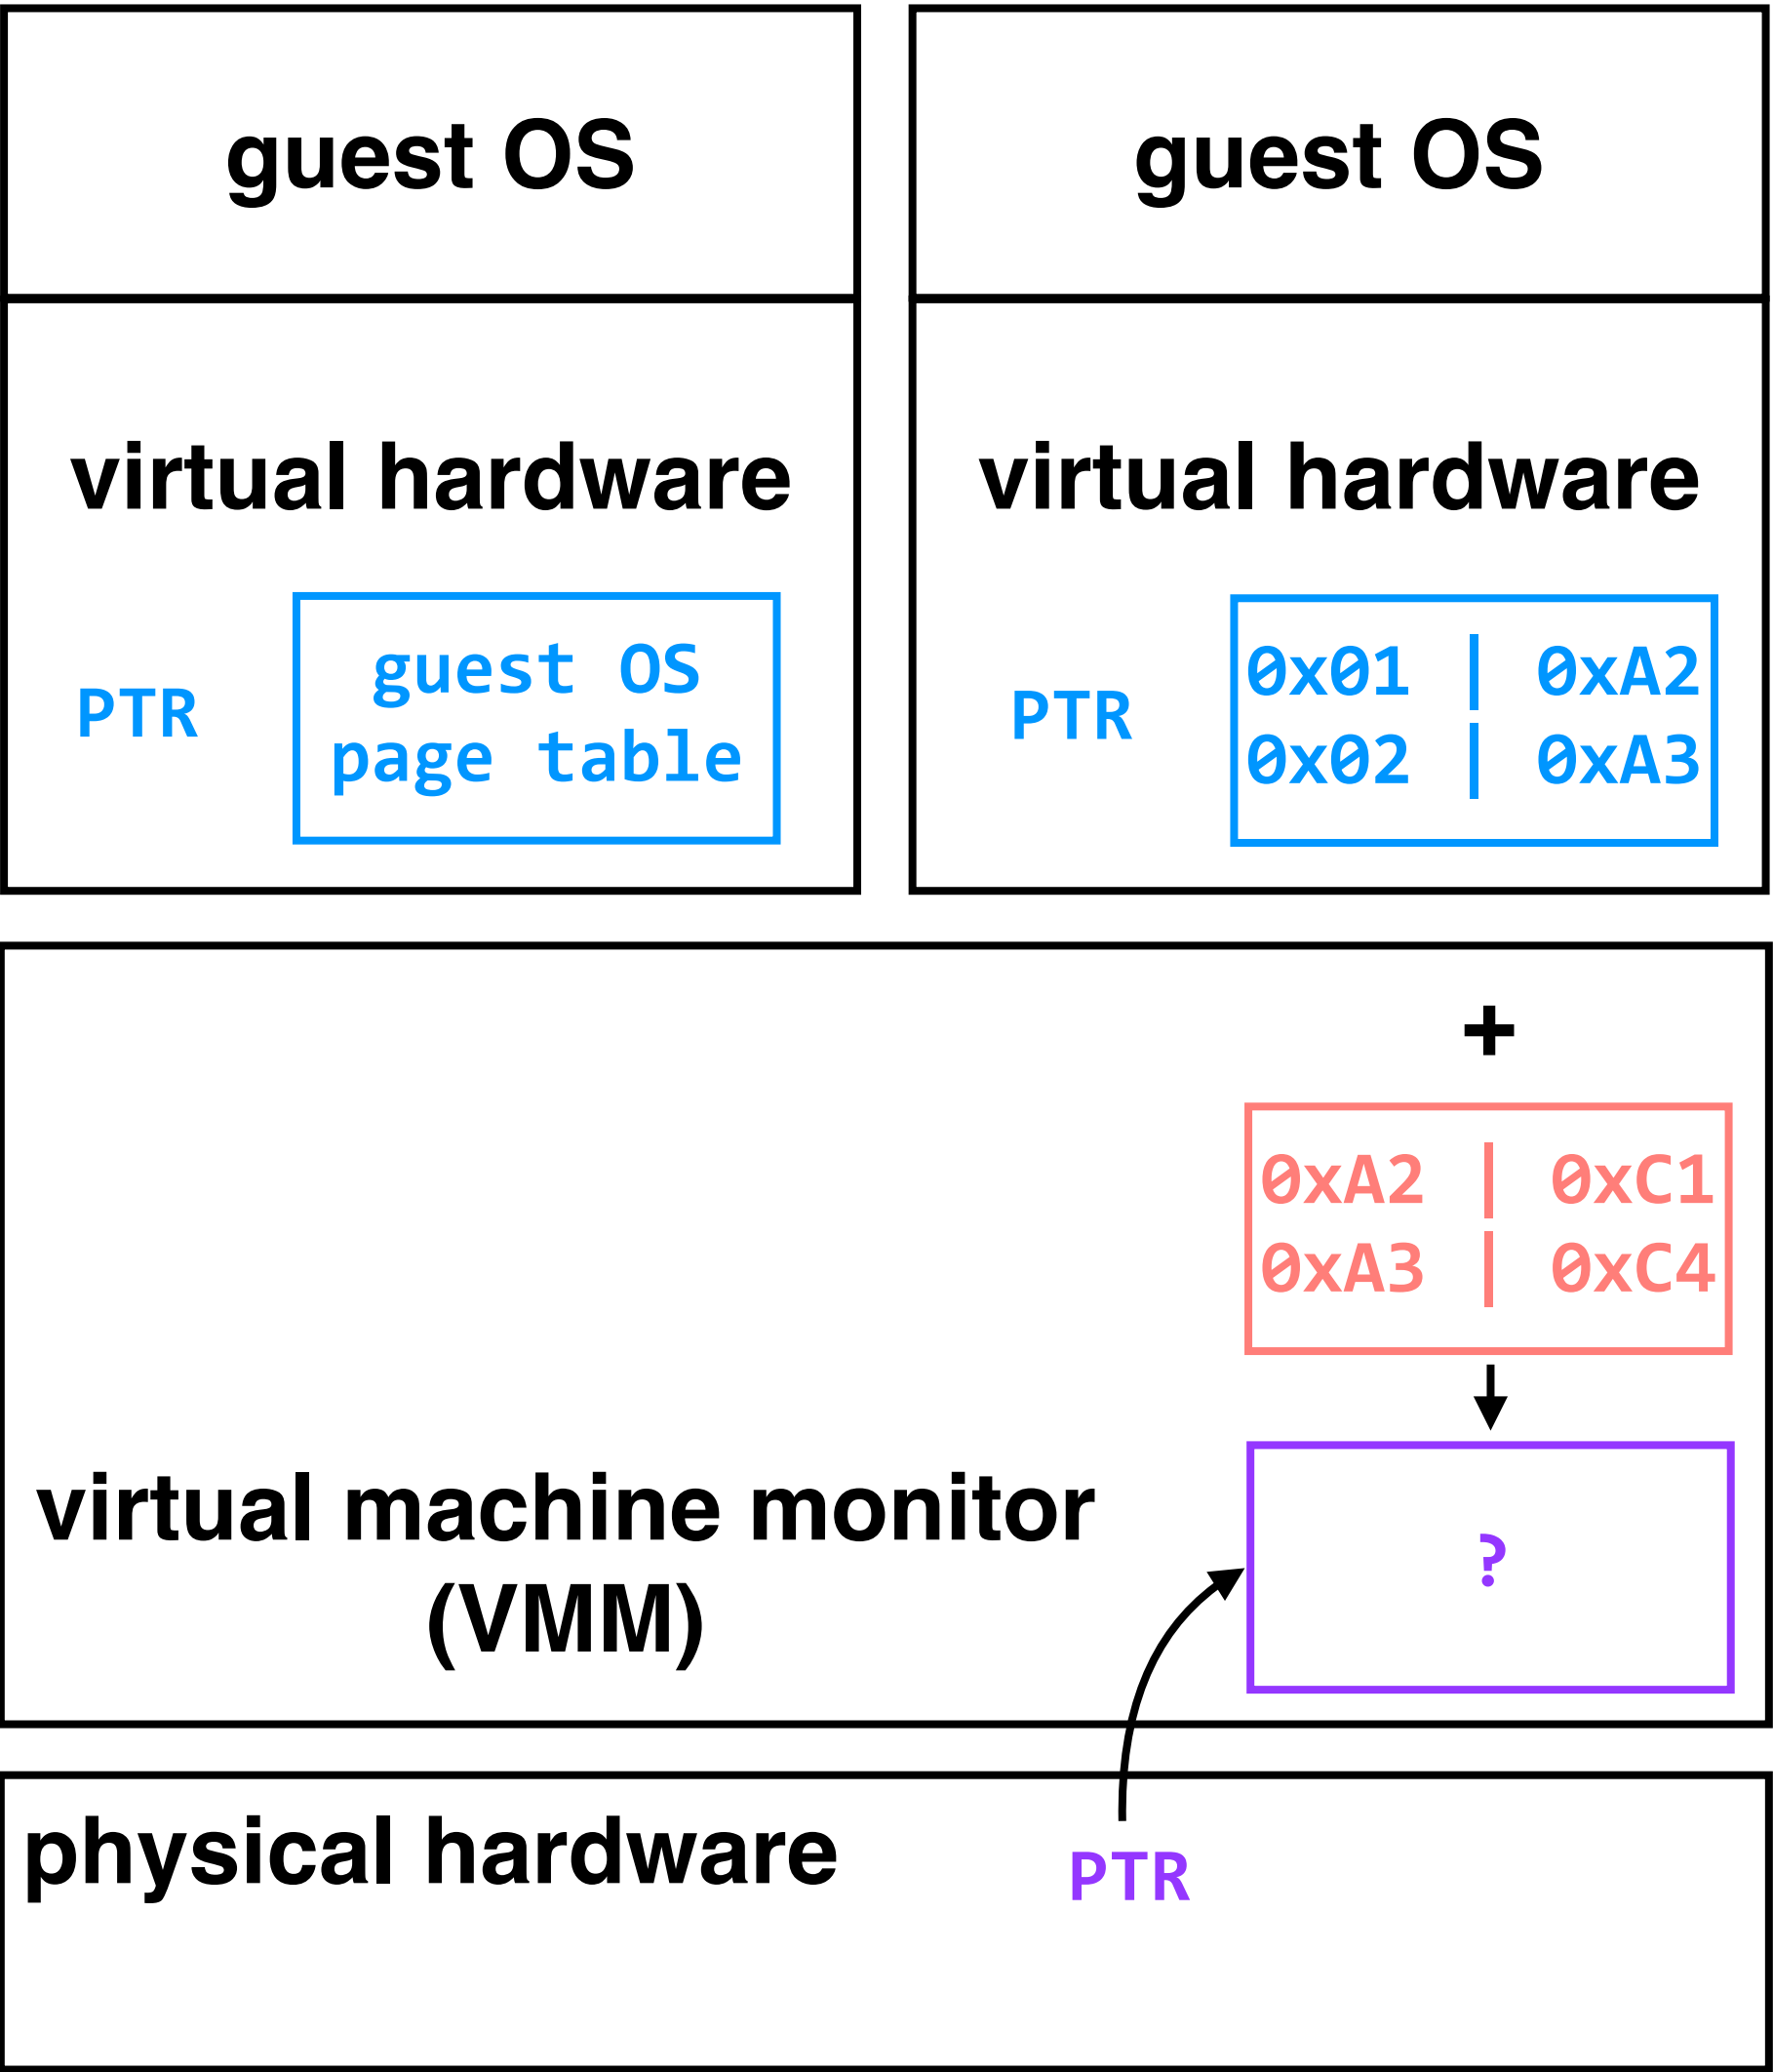 guest OS
virtual hardware
PTR
guest OS
page table
guest OS
virtual hardware
PTR
0x01 | 0xA2
0x02 | 0xA3
+
0xA2 | 0xC1
0xA3 | 0xC4
virtual machine monitor
(VMM)
?
physical hardware
PTR